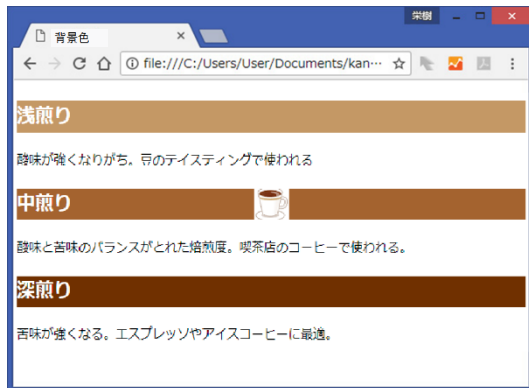 栄樹
背景色
file:///C:/Users/User/Documents/kan…
浅煎り
酸味が強くなりがち。豆のテイスティングで使われる
中煎り
酸味と苦味のバランスがとれた焙煎度。喫茶店のコーヒーで使われる。
深煎り
苦味が強くなる。エスプレッソやアイスコーヒーに最適。